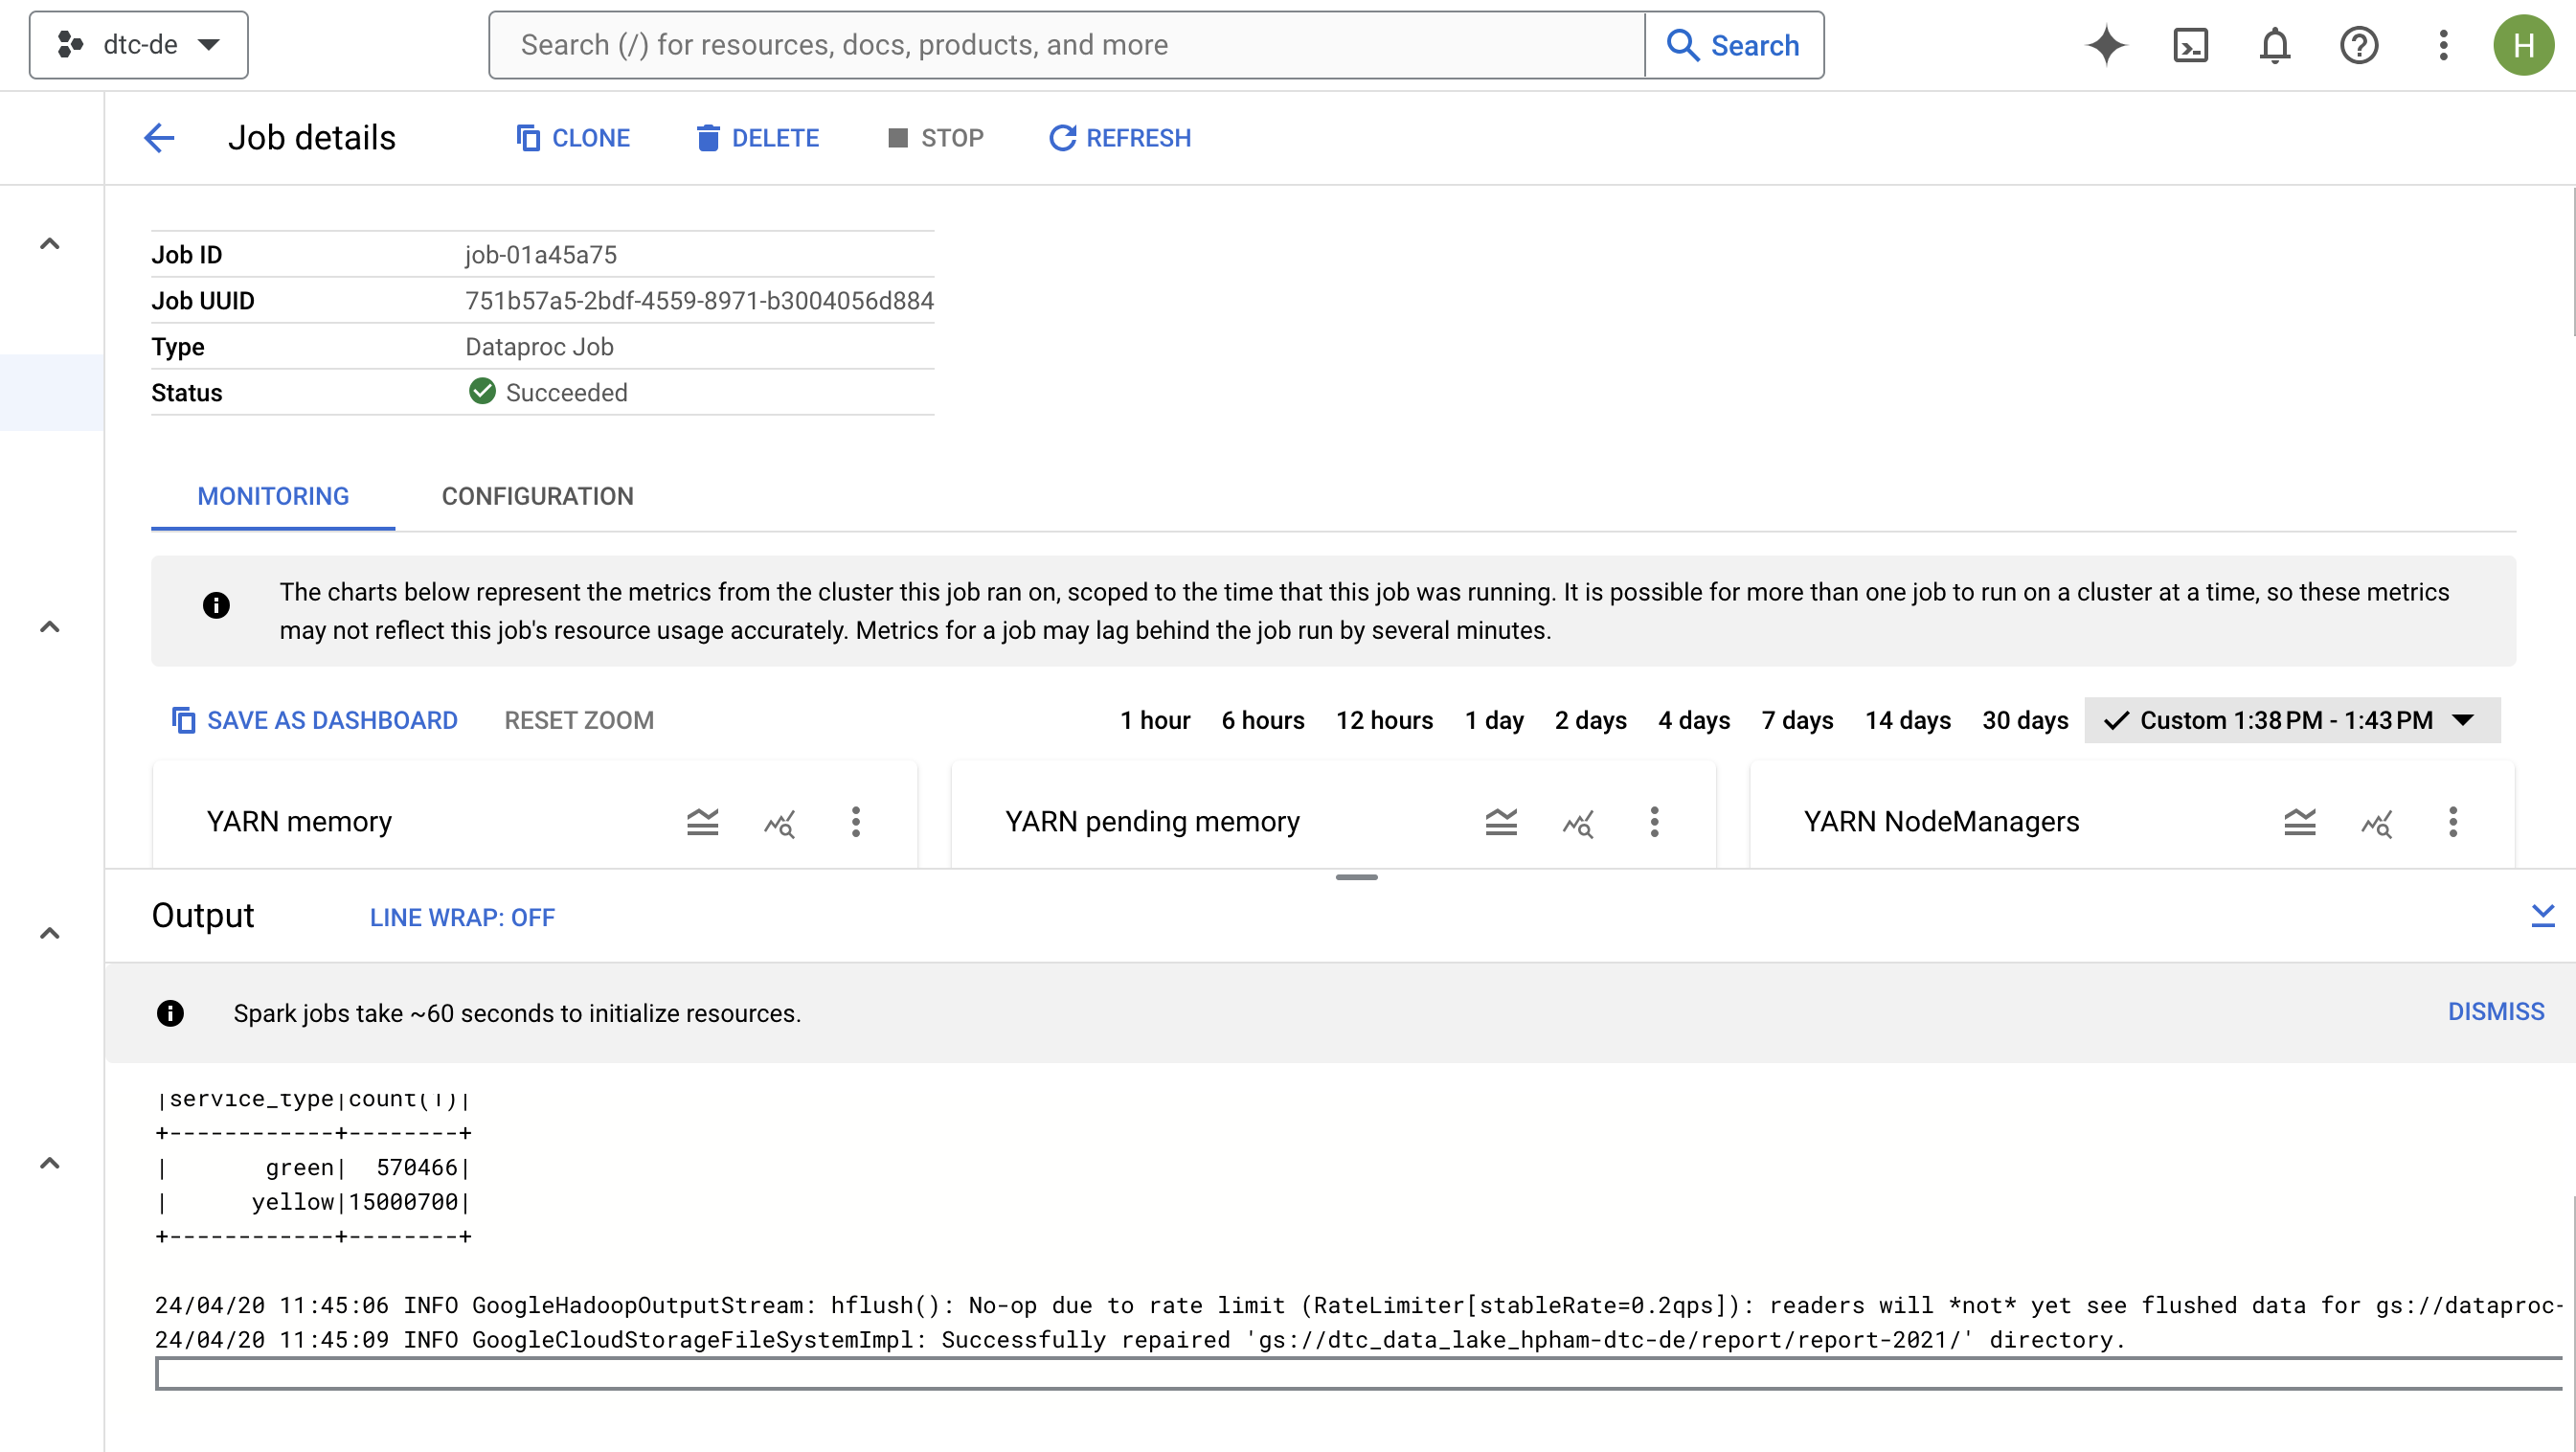 dtc-de
Search (/) for resources, docs, products, and more
Search
H
Job details
CLONE
DELETE
STOP
REFRESH
Job ID job-01a45a75
Job UUID 751b57a5-2bdf-4559-8971-b3004056d884
Type Dataproc Job
Status Succeeded
MONITORING
CONFIGURATION
The charts below represent the metrics from the cluster this job ran on, scoped to the time that this job was running. It is possible for more than one job to run on a cluster at a time, so these metrics
may not reflect this job's resource usage accurately. Metrics for a job may lag behind the job run by several minutes.
SAVE AS DASHBOARD
RESET ZOOM
1 hour 6 hours 12 hours 1 day 2 days 4 days 7 days 14 days 30 days Custom 1:38 PM - 1:43 PM
YARN memory
YARN pending memory
YARN NodeManagers
Output
LINE WRAP: OFF
Spark jobs take ~60 seconds to initialize resources.
DISMISS
|service_type|count(1)|
+------------+--------+
|       green|  570466|
|      yellow|15000700|
+------------+--------+
24/04/20 11:45:06 INFO GoogleHadoopOutputStream: hflush(): No-op due to rate limit (RateLimiter[stableRate=0.2qps]): readers will *not* yet see flushed data for gs://dataproc-
24/04/20 11:45:09 INFO GoogleCloudStorageFileSystemImpl: Successfully repaired 'gs://dtc_data_lake_hpham-dtc-de/report/report-2021/' directory.